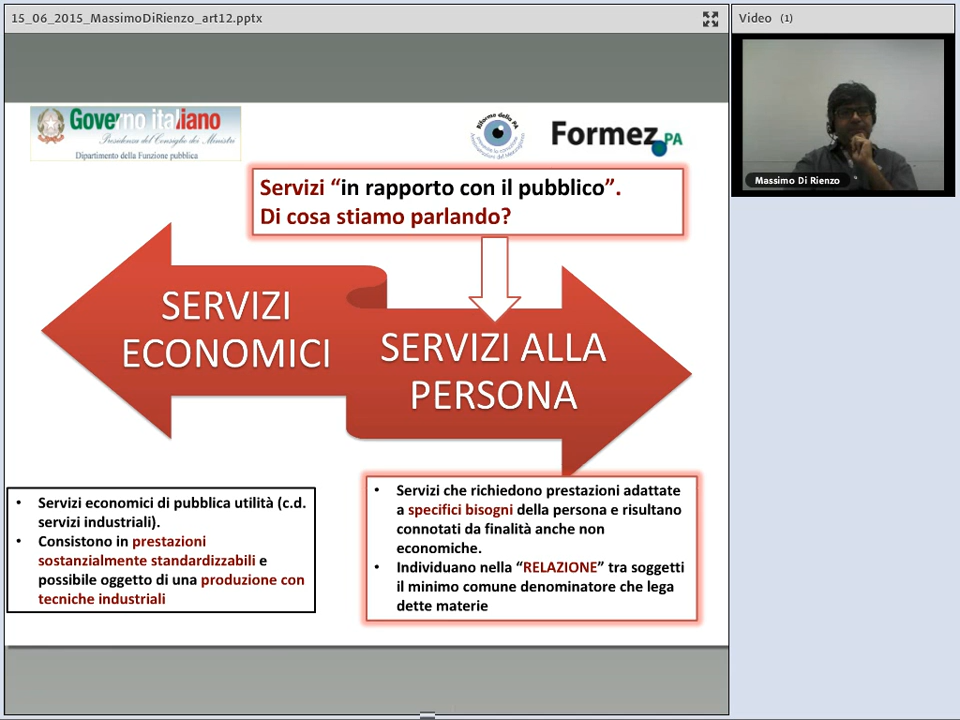 15_06_2015_MassimoDiRienzo_art12.pptx
Video (1)
Massimo Di Rienzo
Governo italiano
Presidenza del Consiglio dei Ministri
Dipartimento della Funzione pubblica
Riforme della PA
Formez PA
Servizi “in rapporto con il pubblico”.
Di cosa stiamo parlando?
SERVIZI
ECONOMICI
SERVIZI ALLA
PERSONA
• Servizi economici di pubblica utilità (c.d.
servizi industriali).
• Consistono in prestazioni
sostanzialmente standardizzabili e
possibile oggetto di una produzione con
tecniche industriali
• Servizi che richiedono prestazioni adattate
a specifici bisogni della persona e risultano
connotati da finalità anche non
economiche.
• Individuano nella “RELAZIONE” tra soggetti
il minimo comune denominatore che lega
dette materie